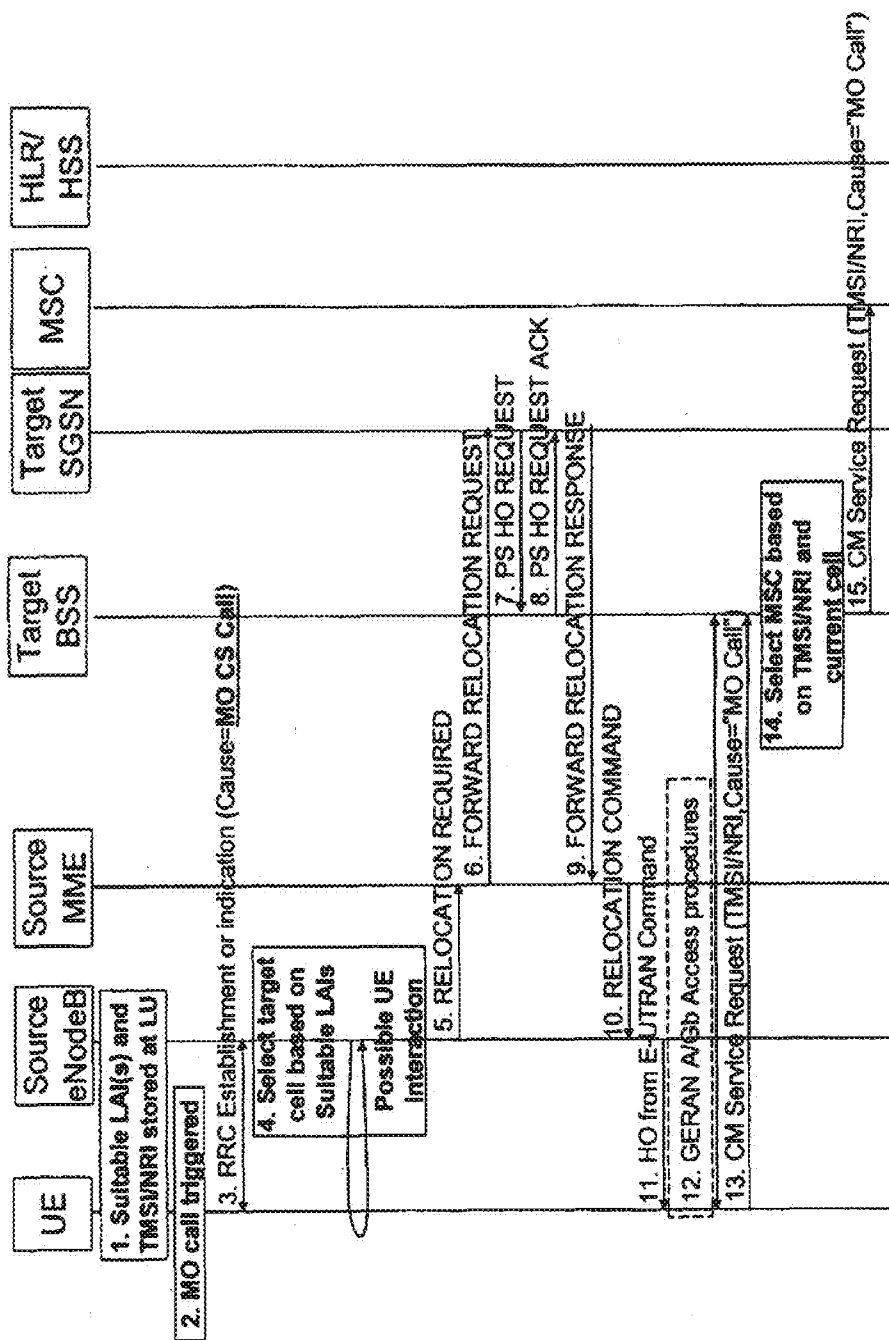 UE
Source
eNodeB
Source
MME
Target
BSS
Target
SGSN
MSC
HLR/
HSS
1. Suitable LAI(s) and
TMSI/NRI stored at LU
2. MO call triggered
3. RRC Establishment or indication (Cause=MO CS Call)
4. Select target
cell based on
Suitable LAIs
Possible UE
Interaction
5. RELOCATION REQUIRED
6. FORWARD RELOCATION REQUEST
7. PS HO REQUEST
8. PS HO REQUEST ACK
9. FORWARD RELOCATION RESPONSE
10. RELOCATION COMMAND
11. HO from E-UTRAN Command
12. GERAN A/Gb Access procedures
13. CM Service Request (TMSI/NRI,Cause="MO Call")
14. Select MSC based
on TMSI/NRI and
current cell
15. CM Service Request (TMSI/NRI,Cause="MO Call")